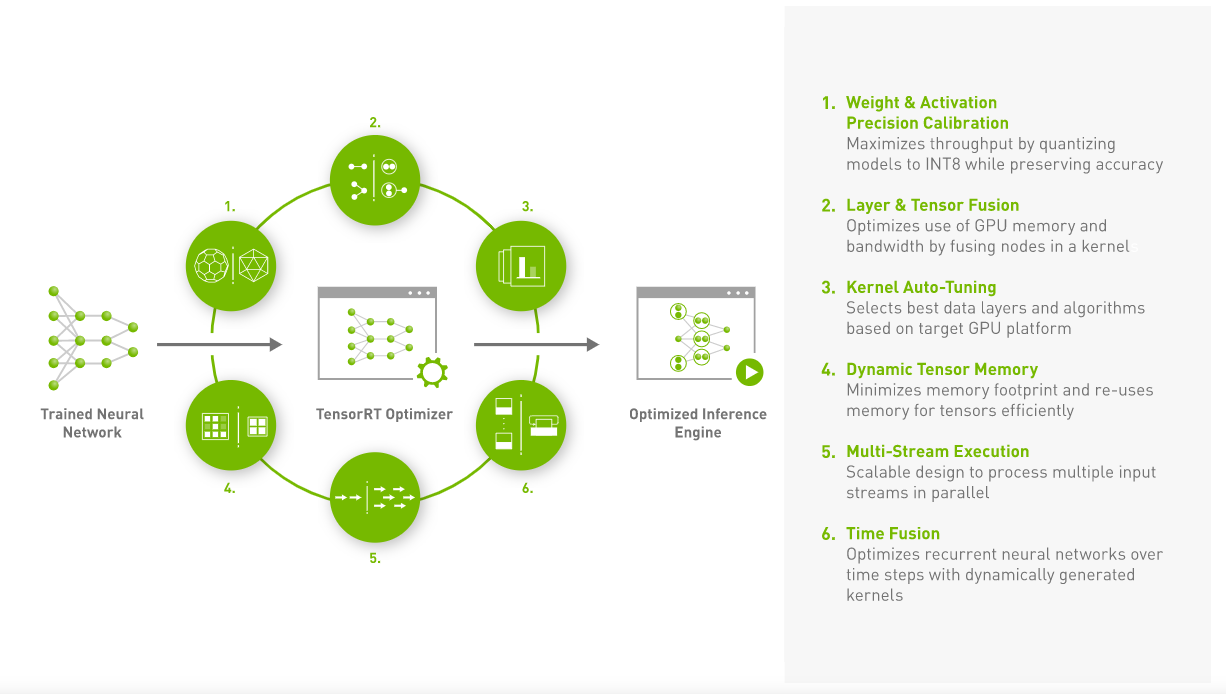 2.
1.
3.
Trained Neural
Network
TensorRT Optimizer
Optimized Inference
Engine
4.
6.
5.
1. Weight & Activation
Precision Calibration
Maximizes throughput by quantizing
models to INT8 while preserving accuracy
2. Layer & Tensor Fusion
Optimizes use of GPU memory and
bandwidth by fusing nodes in a kernel
3. Kernel Auto-Tuning
Selects best data layers and algorithms
based on target GPU platform
4. Dynamic Tensor Memory
Minimizes memory footprint and re-uses
memory for tensors efficiently
5. Multi-Stream Execution
Scalable design to process multiple input
streams in parallel
6. Time Fusion
Optimizes recurrent neural networks over
time steps with dynamically generated
kernels